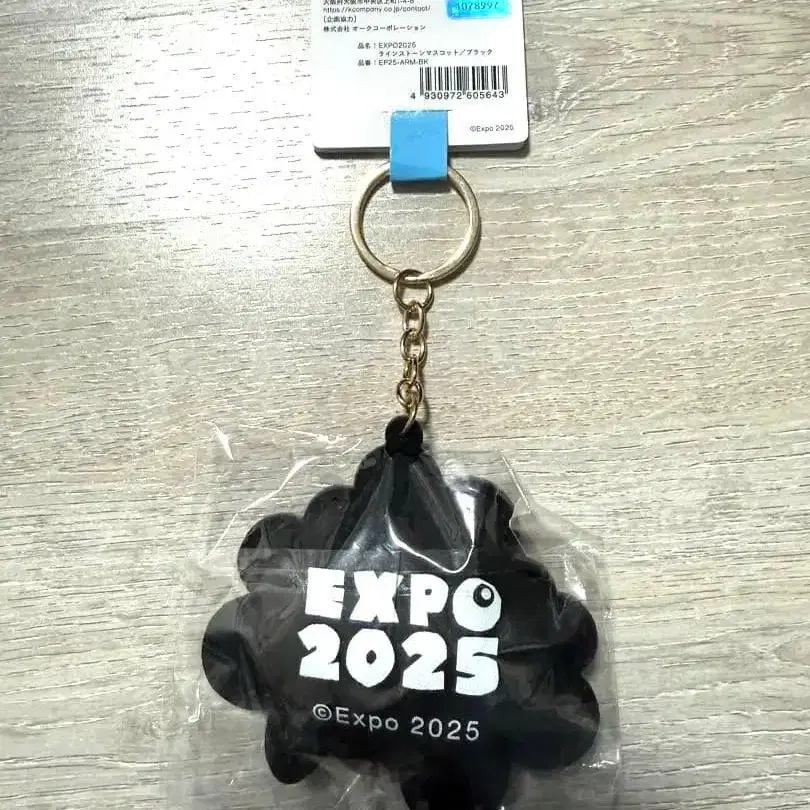 大阪府大阪市中央区上町1-4-8
https://kcompany.co.jp/contact/
[企画協力]
株式会社 オークコーポレーション
品名：EXPO2025
ラインストーンマスコット／ブラック
品番：EP25-ARM-BK
4 930972 605643
©Expo 2025
1078997
EXPO
2025
©Expo 2025